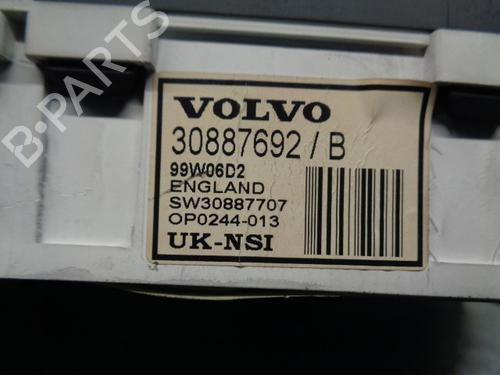 B-PARTS
VOLVO
30887692 / B
99W06D2
ENGLAND
SW30887707
OP0244-013
UK-NSI